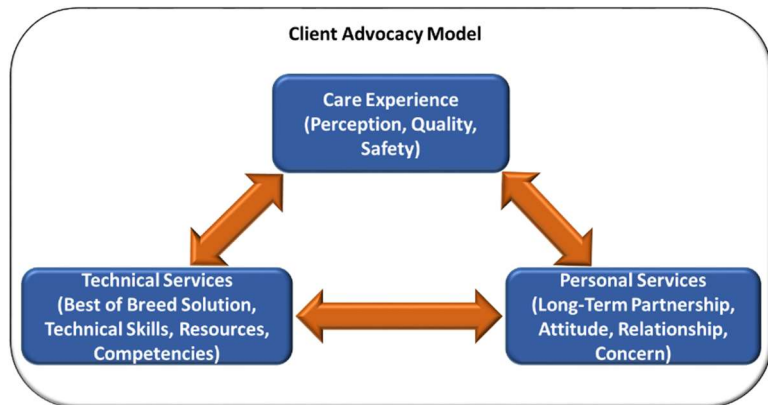 Client Advocacy Model
Care Experience
(Perception, Quality,
Safety)
Technical Services
(Best of Breed Solution,
Technical Skills, Resources,
Competencies)
Personal Services
(Long-Term Partnership,
Attitude, Relationship,
Concern)